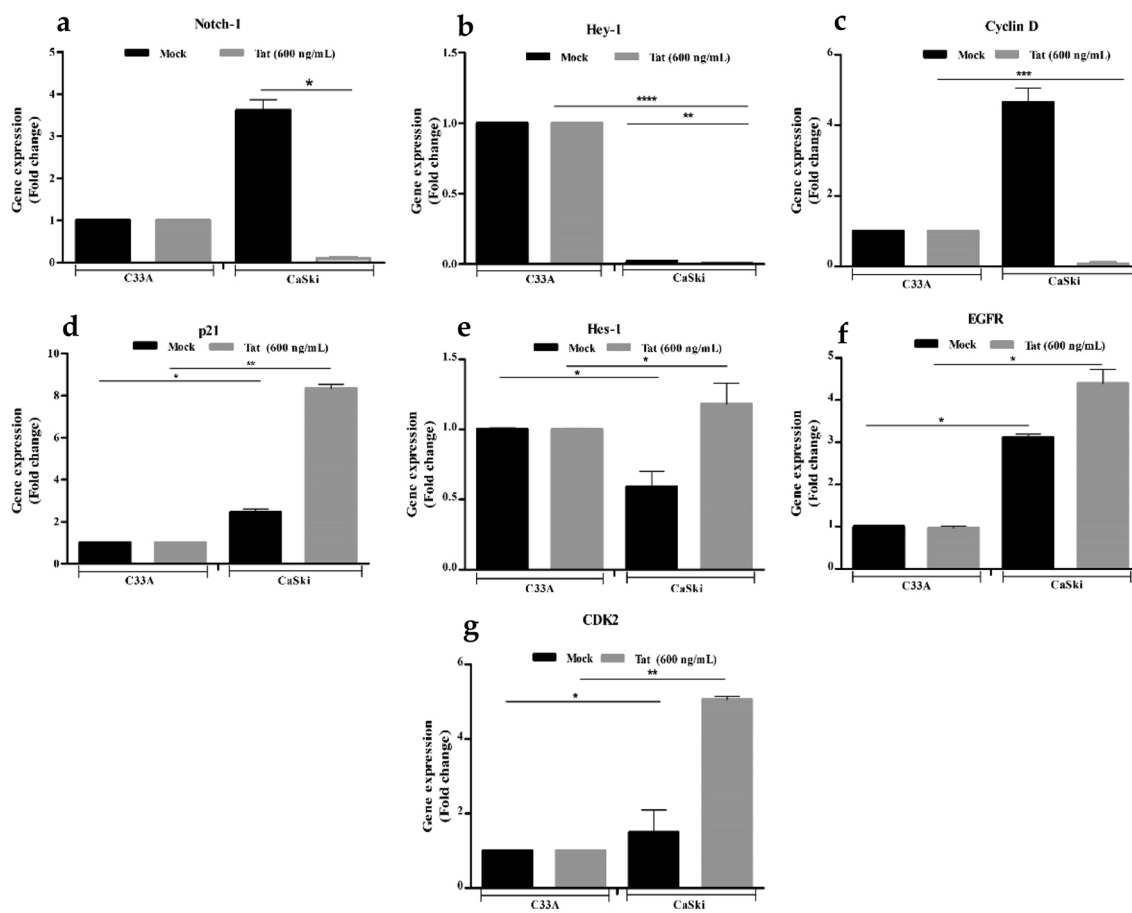 a
Notch-1
Mock Tat (600 ng/mL)
*
Gene expression
(Fold change)
5
4
3
2
1
0
C33A CaSki
b
Hey-1
Mock Tat (600 ng/mL)
****
**
Gene expression
(Fold change)
1.5
1.0
0.5
0.0
C33A CaSki
c
Cyclin D
Mock Tat (600 ng/mL)
***
Gene expression
(Fold change)
6
4
2
0
C33A CaSki
d
p21
Mock Tat (600 ng/mL)
**
*
Gene expression
(Fold change)
10
8
6
4
2
0
C33A CaSki
e
Hes-1
Mock Tat (600 ng/mL)
*
*
Gene expression
(Fold change)
1.5
1.0
0.5
0.0
C33A CaSki
f
EGFR
Mock Tat (600 ng/mL)
*
*
Gene expression
(Fold change)
5
4
3
2
1
0
C33A CaSki
g
CDK2
Mock Tat (600 ng/mL)
**
*
Gene expression
(Fold change)
6
4
2
0
C33A CaSki